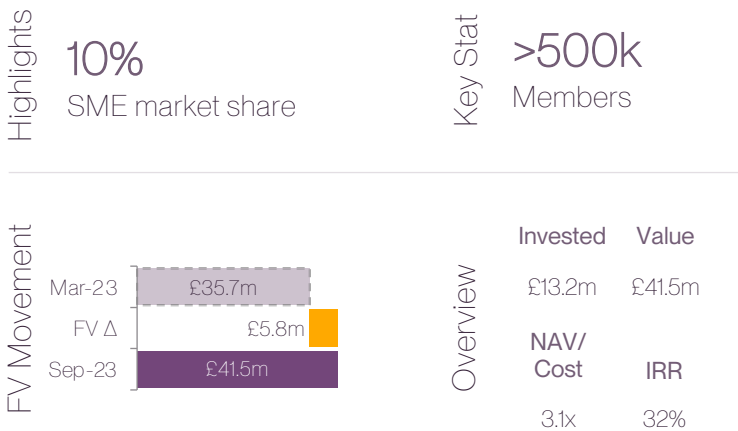 Highlights
10%
SME market share
Key Stat
>500k
Members
FV Movement
Mar-23 £35.7m
FV Δ £5.8m
Sep-23 £41.5m
Overview
Invested Value
£13.2m £41.5m
NAV/
Cost IRR
3.1x 32%